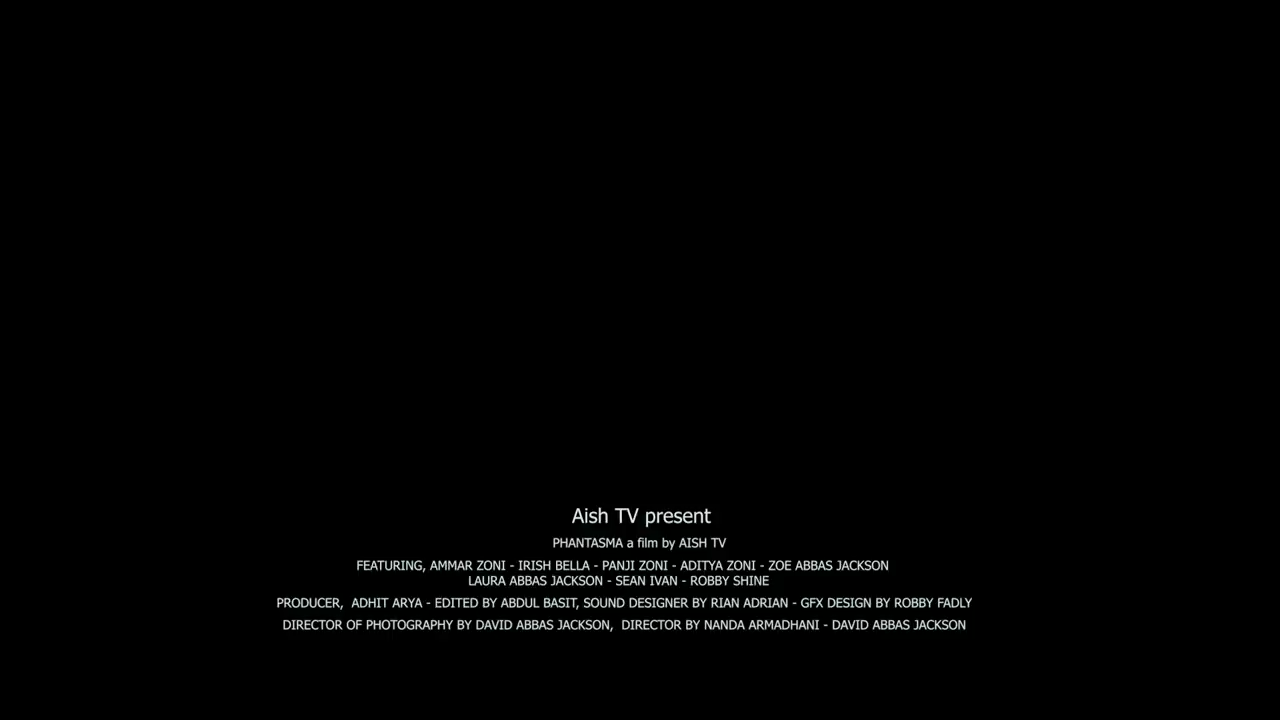 Aish TV present
PHANTASMA a film by AISH TV
FEATURING, AMMAR ZONI - IRISH BELLA - PANJI ZONI - ADITYA ZONI - ZOE ABBAS JACKSON
LAURA ABBAS JACKSON - SEAN IVAN - ROBBY SHINE
PRODUCER,  ADHIT ARYA - EDITED BY ABDUL BASIT, SOUND DESIGNER BY RIAN ADRIAN - GFX DESIGN BY ROBBY FADLY
DIRECTOR OF PHOTOGRAPHY BY DAVID ABBAS JACKSON,  DIRECTOR BY NANDA ARMADHANI - DAVID ABBAS JACKSON